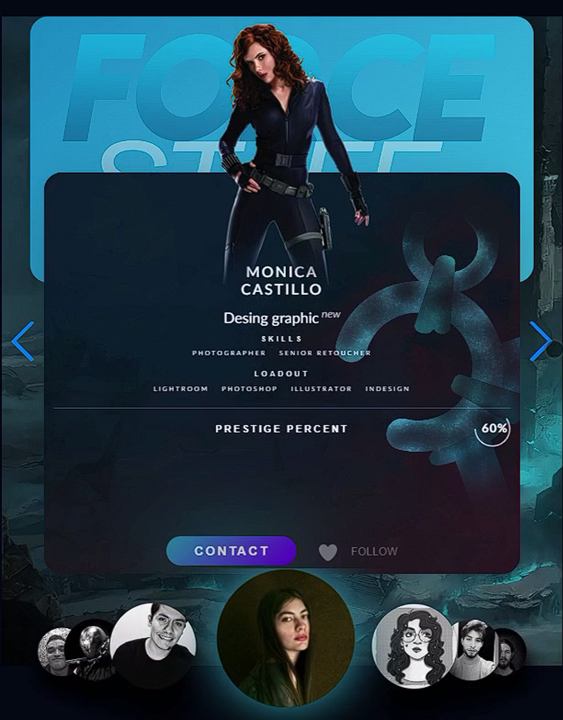 FORCE
STUFF
MONICA
CASTILLO
Desing graphic new
SKILLS
PHOTOGRAPHER SENIOR RETOUCHER
LOADOUT
LIGHTROOM PHOTOSHOP ILLUSTRATOR INDESIGN
PRESTIGE PERCENT 60%
CONTACT FOLLOW